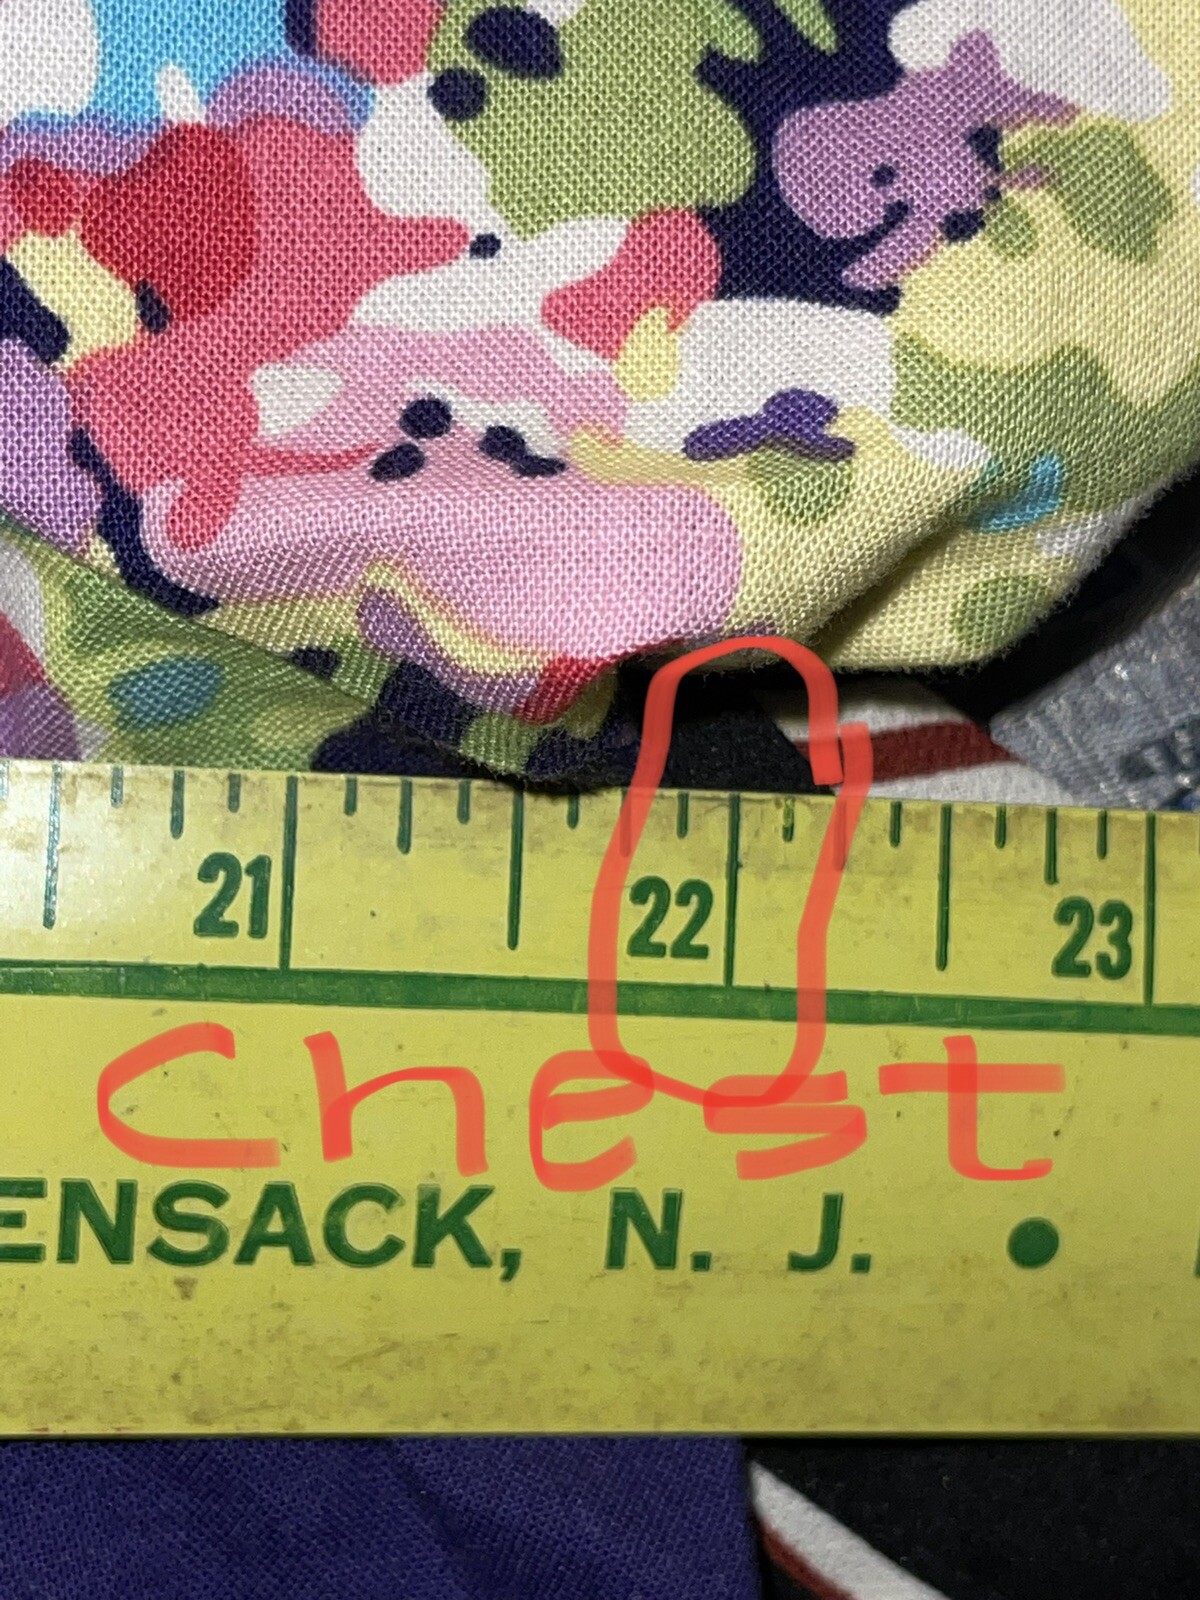 21 22 23
Chest
ENSACK, N. J. •